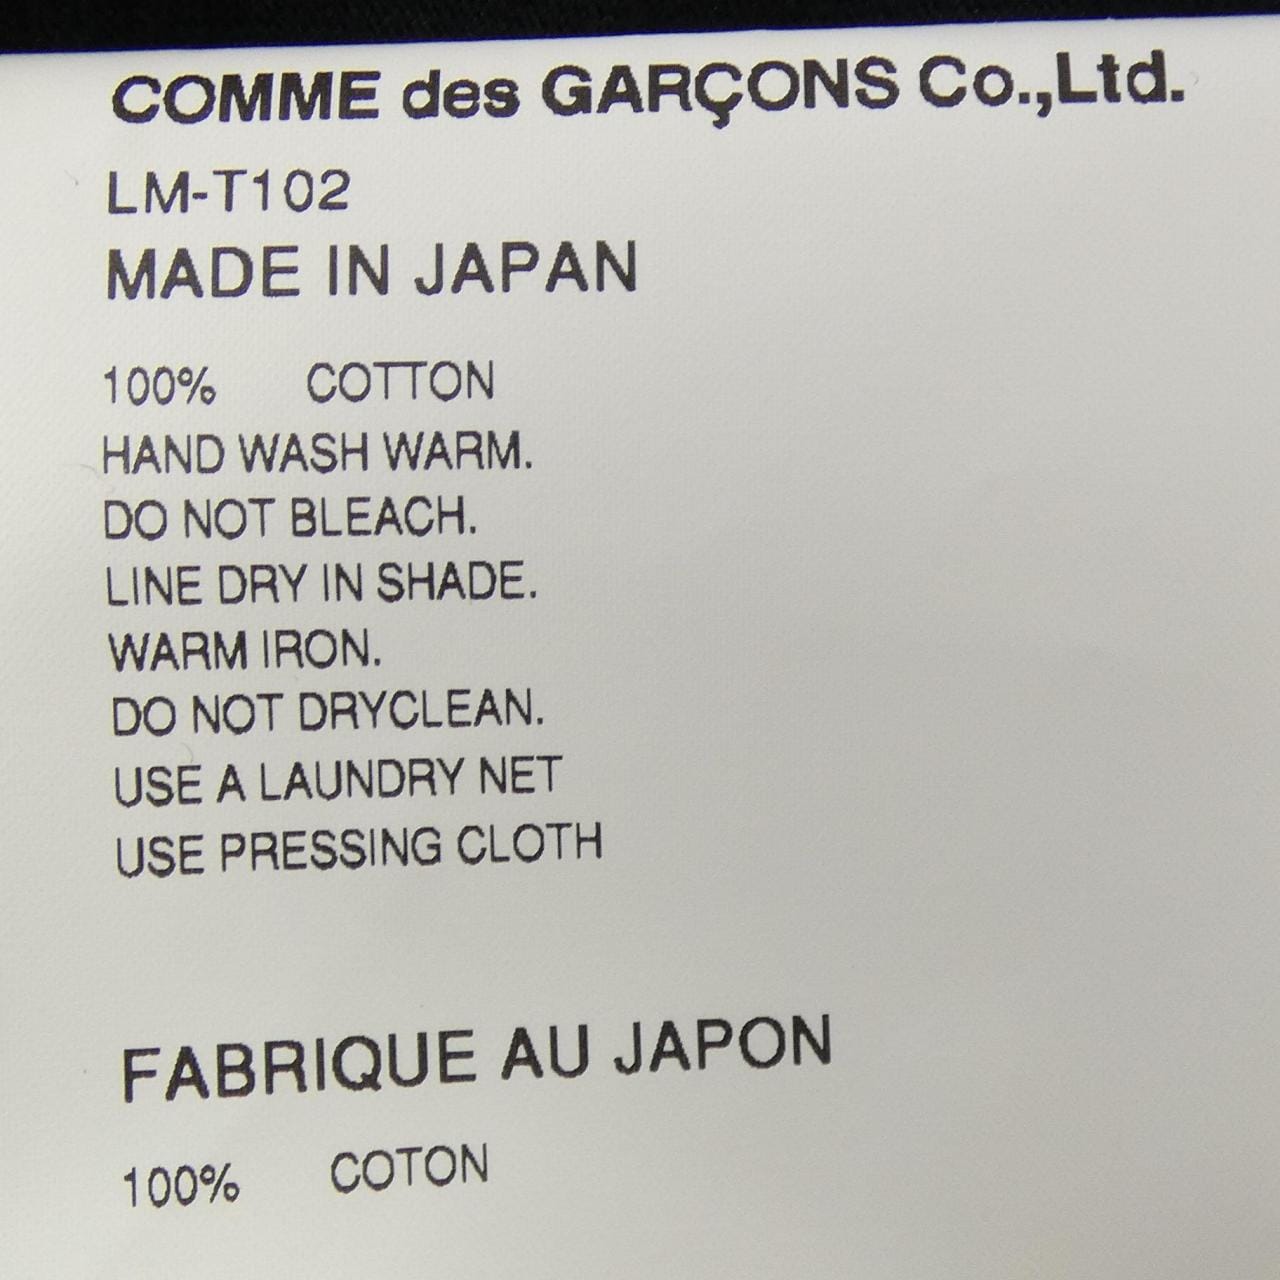 COMME des GARÇONS Co.,Ltd.
LM-T102
MADE IN JAPAN
100% COTTON
HAND WASH WARM.
DO NOT BLEACH.
LINE DRY IN SHADE.
WARM IRON.
DO NOT DRYCLEAN.
USE A LAUNDRY NET
USE PRESSING CLOTH
FABRIQUE AU JAPON
100% COTON